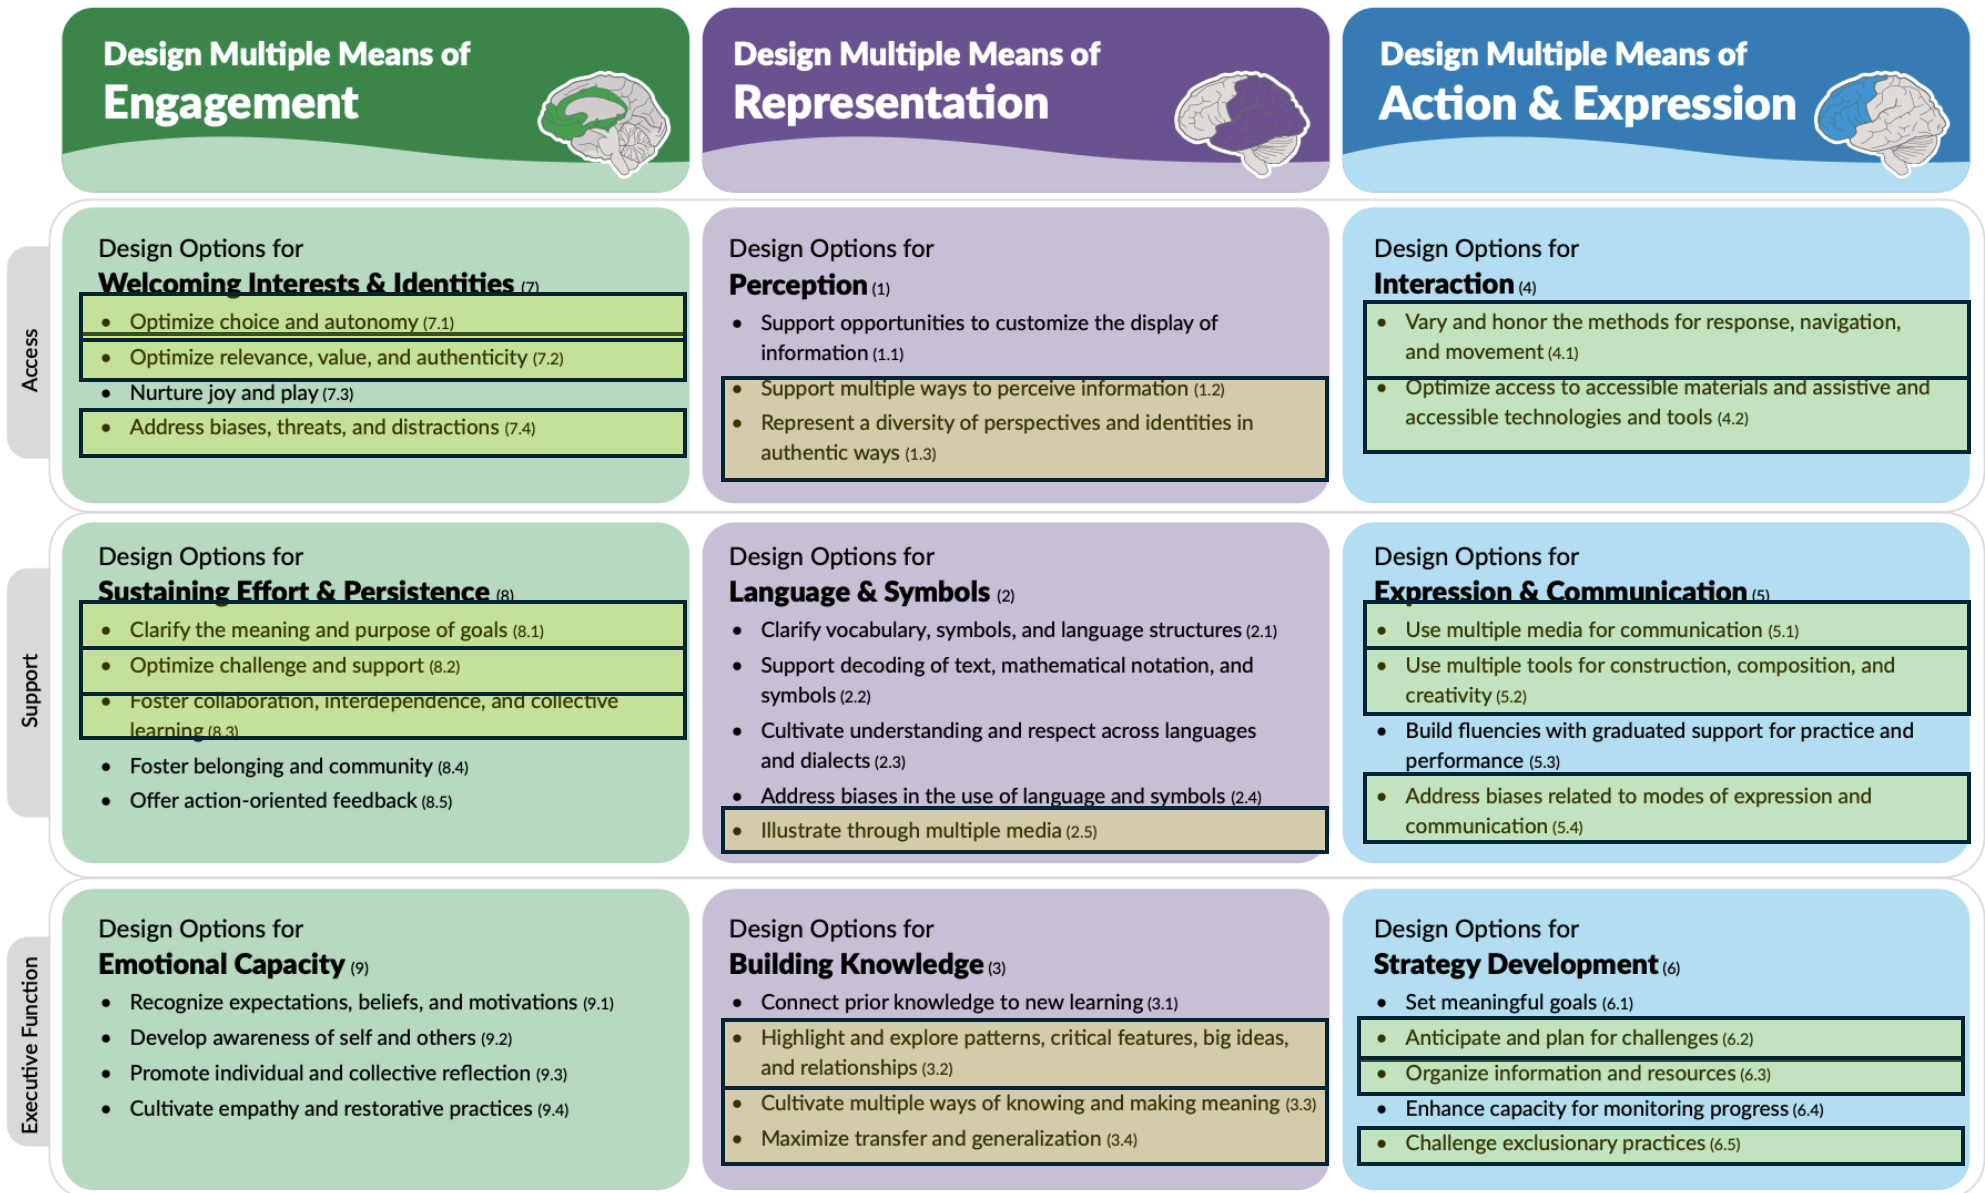 Design Multiple Means of
Engagement
Design Multiple Means of
Representation
Design Multiple Means of
Action & Expression
Access
Design Options for
Welcoming Interests & Identities (7)
• Optimize choice and autonomy (7.1)
• Optimize relevance, value, and authenticity (7.2)
• Nurture joy and play (7.3)
• Address biases, threats, and distractions (7.4)
Design Options for
Perception (1)
• Support opportunities to customize the display of
information (1.1)
• Support multiple ways to perceive information (1.2)
• Represent a diversity of perspectives and identities in
authentic ways (1.3)
Design Options for
Interaction (4)
• Vary and honor the methods for response, navigation,
and movement (4.1)
• Optimize access to accessible materials and assistive and
accessible technologies and tools (4.2)
Support
Design Options for
Sustaining Effort & Persistence (8)
• Clarify the meaning and purpose of goals (8.1)
• Optimize challenge and support (8.2)
• Foster collaboration, interdependence, and collective
learning (8.3)
• Foster belonging and community (8.4)
• Offer action-oriented feedback (8.5)
Design Options for
Language & Symbols (2)
• Clarify vocabulary, symbols, and language structures (2.1)
• Support decoding of text, mathematical notation, and
symbols (2.2)
• Cultivate understanding and respect across languages
and dialects (2.3)
• Address biases in the use of language and symbols (2.4)
• Illustrate through multiple media (2.5)
Design Options for
Expression & Communication (5)
• Use multiple media for communication (5.1)
• Use multiple tools for construction, composition, and
creativity (5.2)
• Build fluencies with graduated support for practice and
performance (5.3)
• Address biases related to modes of expression and
communication (5.4)
Executive Function
Design Options for
Emotional Capacity (9)
• Recognize expectations, beliefs, and motivations (9.1)
• Develop awareness of self and others (9.2)
• Promote individual and collective reflection (9.3)
• Cultivate empathy and restorative practices (9.4)
Design Options for
Building Knowledge (3)
• Connect prior knowledge to new learning (3.1)
• Highlight and explore patterns, critical features, big ideas,
and relationships (3.2)
• Cultivate multiple ways of knowing and making meaning (3.3)
• Maximize transfer and generalization (3.4)
Design Options for
Strategy Development (6)
• Set meaningful goals (6.1)
• Anticipate and plan for challenges (6.2)
• Organize information and resources (6.3)
• Enhance capacity for monitoring progress (6.4)
• Challenge exclusionary practices (6.5)